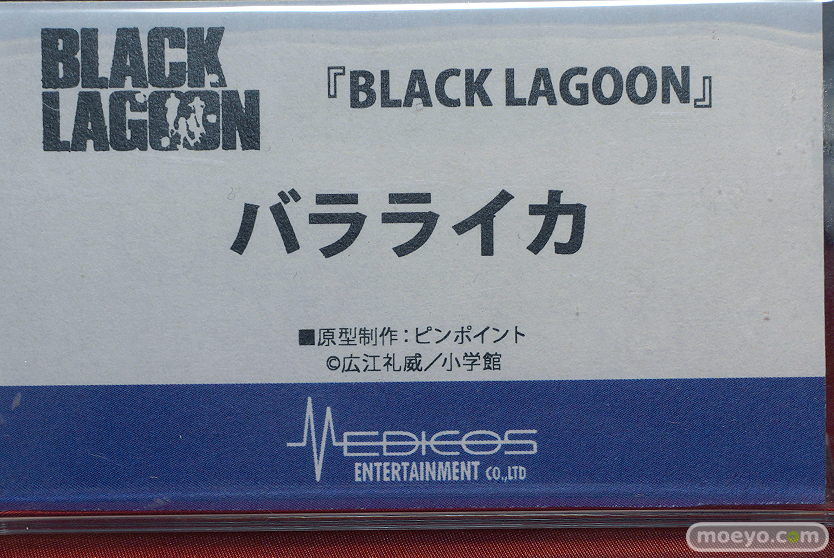 BLACK
LAGOON
『BLACK LAGOON』
バラライカ
■原型制作：ピンポイント
©広江礼威／小学館
MEDICOS
ENTERTAINMENT CO.,LTD
moeyo.com